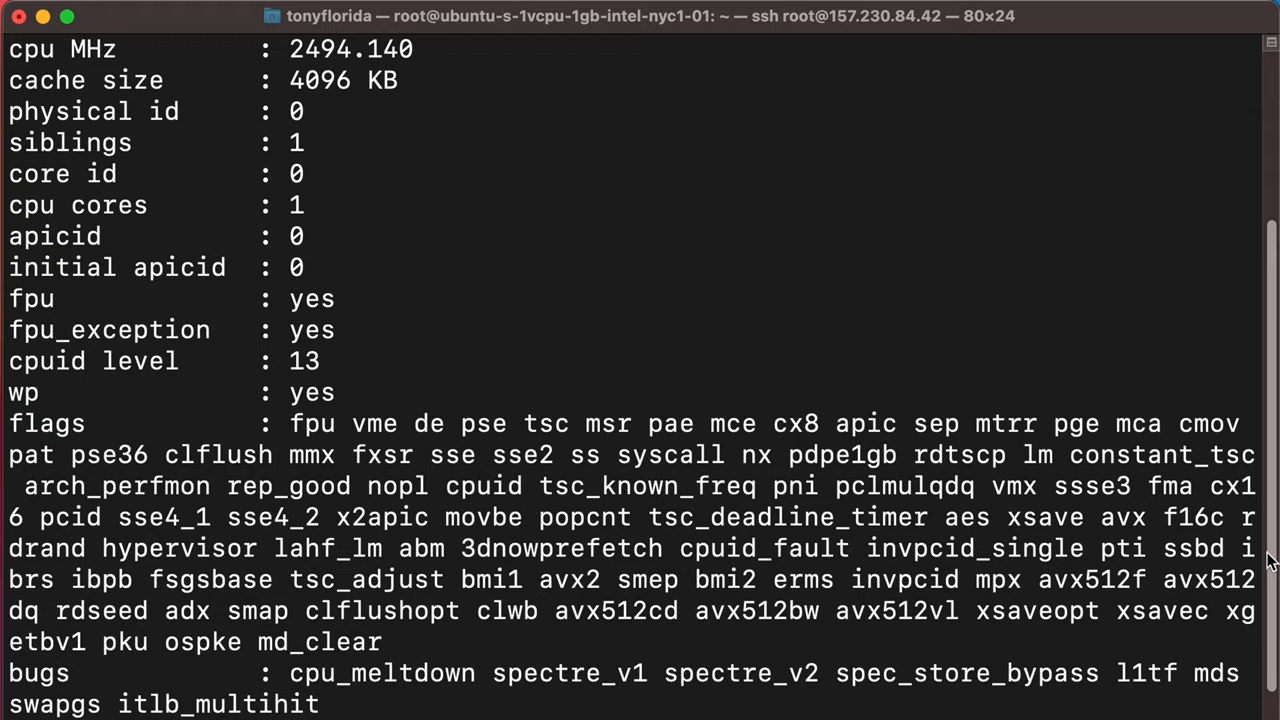 tonyflorida — root@ubuntu-s-1vcpu-1gb-intel-nyc1-01: ~ — ssh root@157.230.84.42 — 80×24
cpu MHz : 2494.140
cache size : 4096 KB
physical id : 0
siblings : 1
core id : 0
cpu cores : 1
apicid : 0
initial apicid : 0
fpu : yes
fpu_exception : yes
cpuid level : 13
wp : yes
flags : fpu vme de pse tsc msr pae mce cx8 apic sep mtrr pge mca cmov
pat pse36 clflush mmx fxsr sse sse2 ss syscall nx pdpe1gb rdtscp lm constant_tsc
arch_perfmon rep_good nopl cpuid tsc_known_freq pni pclmulqdq vmx ssse3 fma cx1
6 pcid sse4_1 sse4_2 x2apic movbe popcnt tsc_deadline_timer aes xsave avx f16c r
drand hypervisor lahf_lm abm 3dnowprefetch cpuid_fault invpcid_single pti ssbd i
brs ibpb fsgsbase tsc_adjust bmi1 avx2 smep bmi2 erms invpcid mpx avx512f avx512
dq rdseed adx smap clflushopt clwb avx512cd avx512bw avx512vl xsaveopt xsavec xg
etbv1 pku ospke md_clear
bugs : cpu_meltdown spectre_v1 spectre_v2 spec_store_bypass l1tf mds
swapgs itlb_multihit